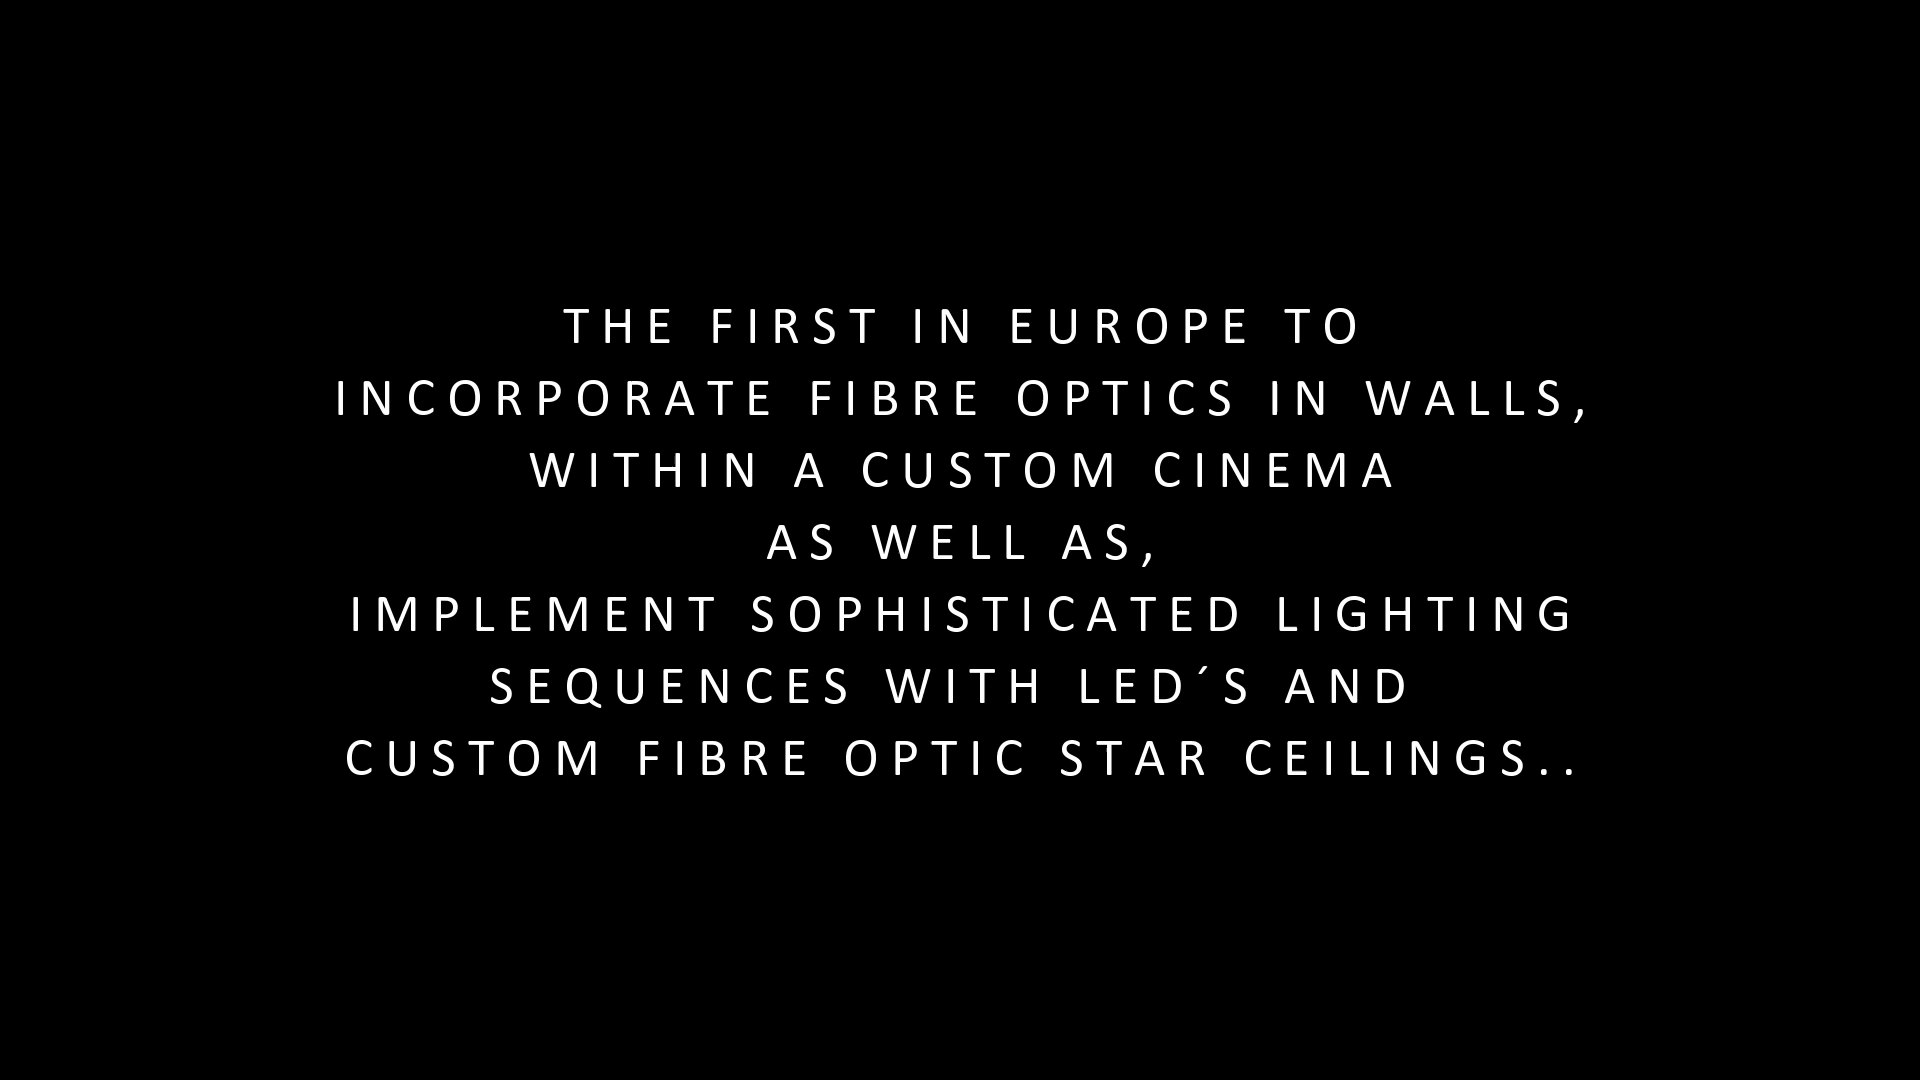 THE FIRST IN EUROPE TO
INCORPORATE FIBRE OPTICS IN WALLS,
WITHIN A CUSTOM CINEMA
AS WELL AS,
IMPLEMENT SOPHISTICATED LIGHTING
SEQUENCES WITH LED´S AND
CUSTOM FIBRE OPTIC STAR CEILINGS..